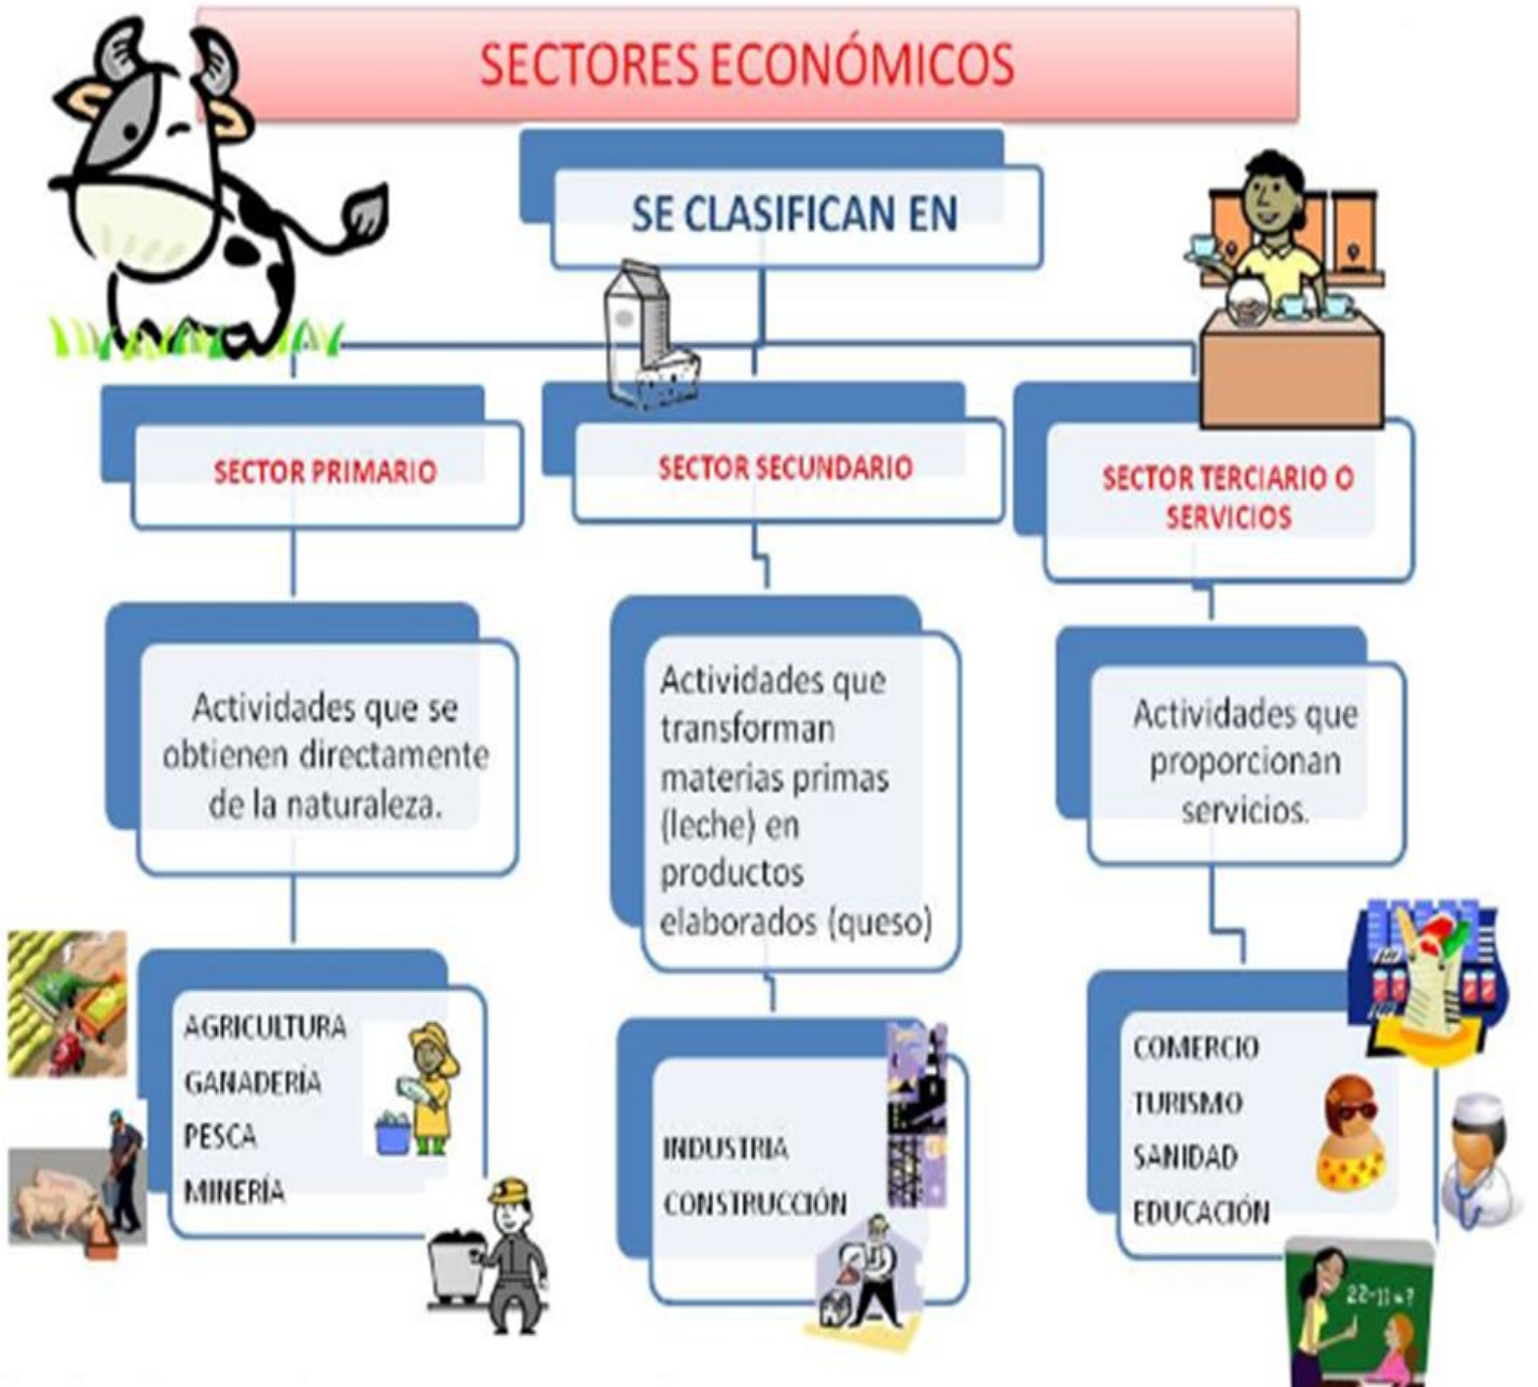 SECTORES ECONÓMICOS
SE CLASIFICAN EN
SECTOR PRIMARIO
Actividades que se
obtienen directamente
de la naturaleza.
AGRICULTURA
GANADERÍA
PESCA
MINERÍA
SECTOR SECUNDARIO
Actividades que
transforman
materias primas
(leche) en
productos
elaborados (queso)
INDUSTRIA
CONSTRUCCIÓN
SECTOR TERCIARIO O
SERVICIOS
Actividades que
proporcionan
servicios.
COMERCIO
TURISMO
SANIDAD
EDUCACIÓN
22-11=?